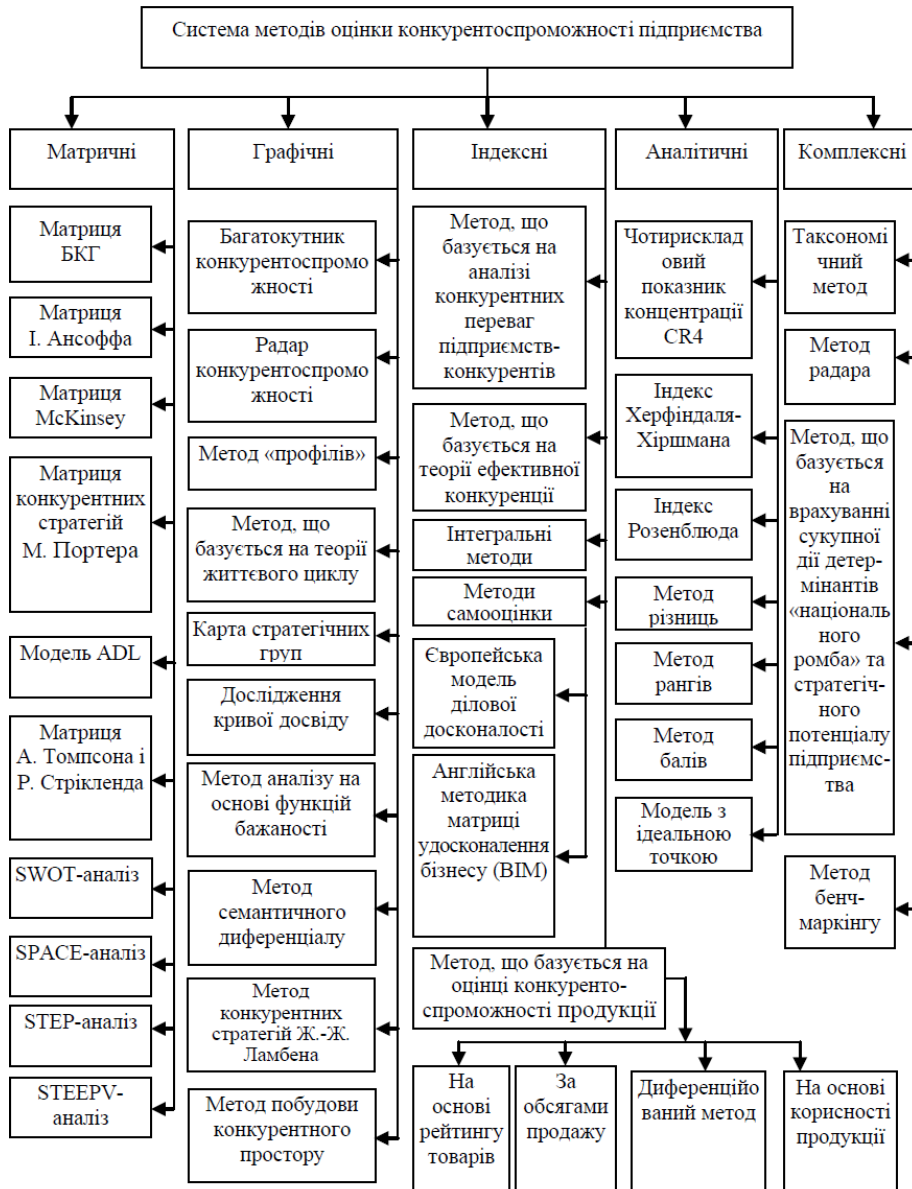 Система методів оцінки конкурентоспроможності підприємства
Матричні
Графічні
Індексні
Аналітичні
Комплексні
Матриця
БКГ
Матриця
І. Ансоффа
Матриця
McKinsey
Матриця
конкурентних
стратегій
М. Портера
Модель ADL
Матриця
А. Томпсона і
Р. Стрікленда
SWOT-аналіз
SPACE-аналіз
STEP-аналіз
STEEPV-
аналіз
Багатокутник
конкурентоспромо
жності
Радар
конкурентоспромо
жності
Метод «профілів»
Метод, що
базується на теорії
життєвого циклу
Карта стратегічних
груп
Дослідження
кривої досвіду
Метод аналізу на
основі функцій
бажаності
Метод
семантичного
диференціалу
Метод
конкурентних
стратегій Ж.-Ж.
Ламбена
Метод побудови
конкурентного
простору
Метод, що
базується на
аналізі
конкурентних
переваг
підприємств-
конкурентів
Метод, що
базується на
теорії ефективної
конкуренції
Інтегральні
методи
Методи
самооцінки
Європейська
модель
ділової
досконалості
Англійська
методика
матриці
удосконалення
бізнесу (BIM)
Метод, що базується на
оцінці конкуренто-
спроможності продукції
На
основі
рейтингу
товарів
За
обсягами
продажу
Диференційо
ваний метод
На основі
корисності
продукції
Чотирисклад
овий
показник
концентрації
CR4
Індекс
Херфіндаля-
Хіршмана
Індекс
Розенблюда
Метод
різниць
Метод
рангів
Метод
балів
Модель з
ідеальною
точкою
Таксономі
чний
метод
Метод
радара
Метод, що
базується
на
врахуванні
сукупної
дії детер-
мінантів
«національ
ного
ромба» та
стратегіч-
ного
потенціалу
підприємс-
тва
Метод
бенч-
маркінгу